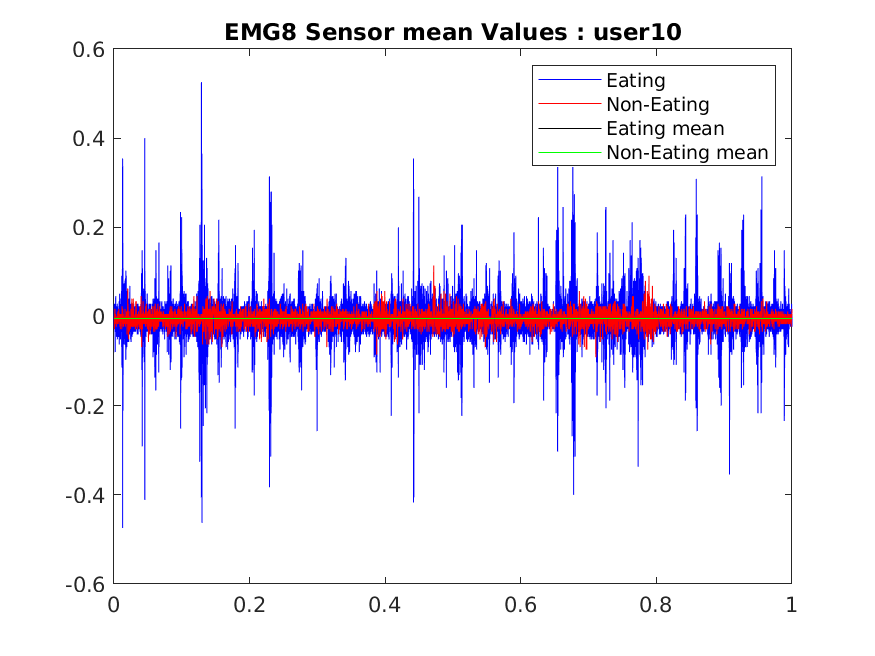 EMG8 Sensor mean Values : user10
0.6
0.4
0.2
0
-0.2
-0.4
-0.6
0
0.2
0.4
0.6
0.8
1
Eating
Non-Eating
Eating mean
Non-Eating mean